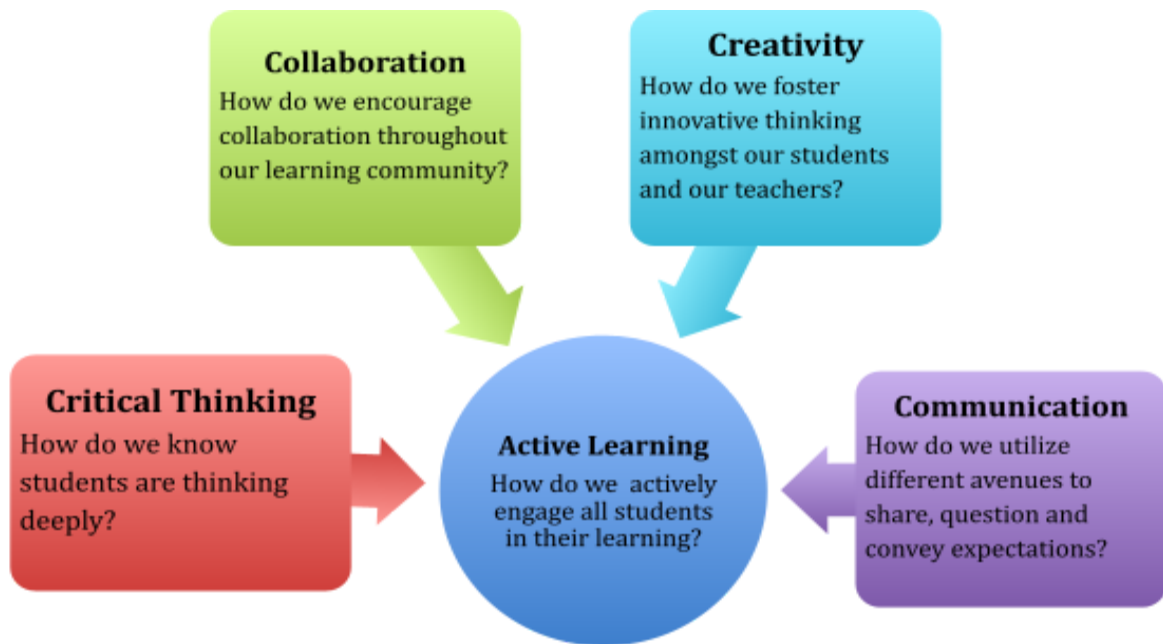 Collaboration
How do we encourage
collaboration throughout
our learning community?
Creativity
How do we foster
innovative thinking
amongst our students
and our teachers?
Critical Thinking
How do we know
students are thinking
deeply?
Active Learning
How do we actively
engage all students
in their learning?
Communication
How do we utilize
different avenues to
share, question and
convey expectations?